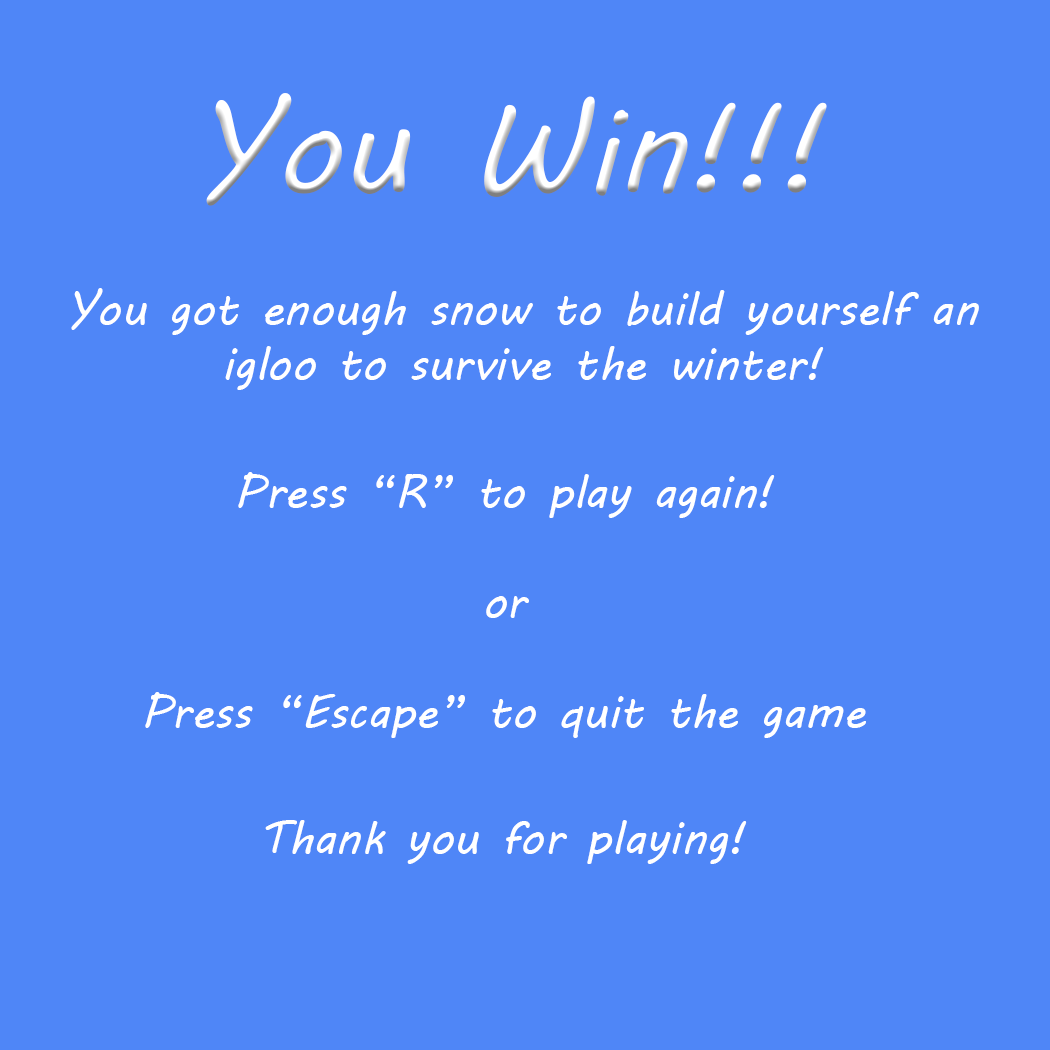 You Win!!!
You got enough snow to build yourself an
igloo to survive the winter!
Press “R” to play again!
or
Press “Escape” to quit the game
Thank you for playing!